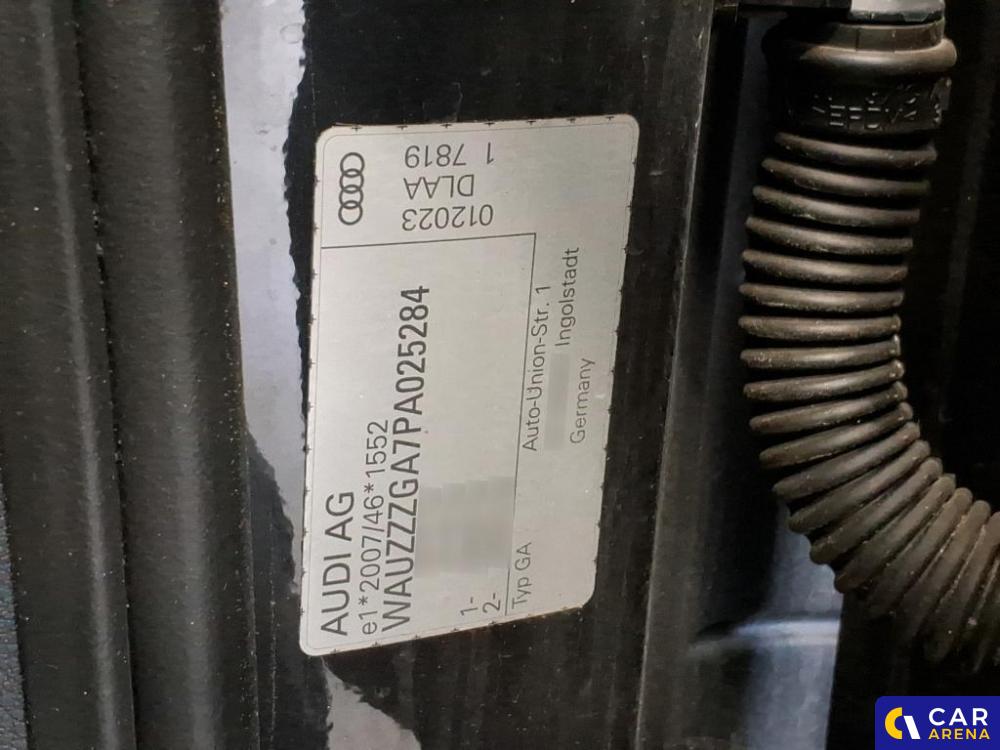 AUDI AG
e1*2007/46*1552
WAUZZZGA7PA025284
1-
2-
Typ GA
Auto-Union-Str. 1
Ingolstadt
Germany
012023 1
DLAA
7819
CAR
ARENA